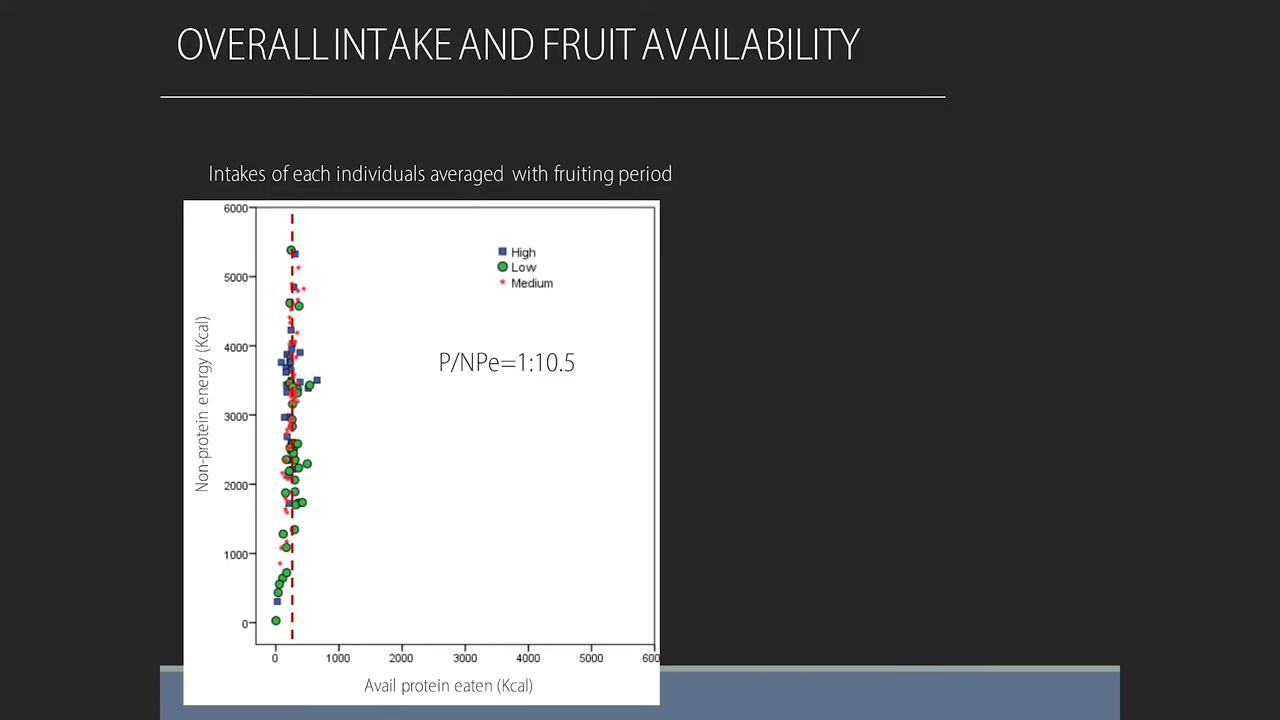 OVERALL INTAKE AND FRUIT AVAILABILITY
Intakes of each individuals averaged with fruiting period
6000
5000
4000
3000
2000
1000
0
Non-protein energy (Kcal)
High
Low
Medium
P/NPe=1:10.5
0 1000 2000 3000 4000 5000 600
Avail protein eaten (Kcal)